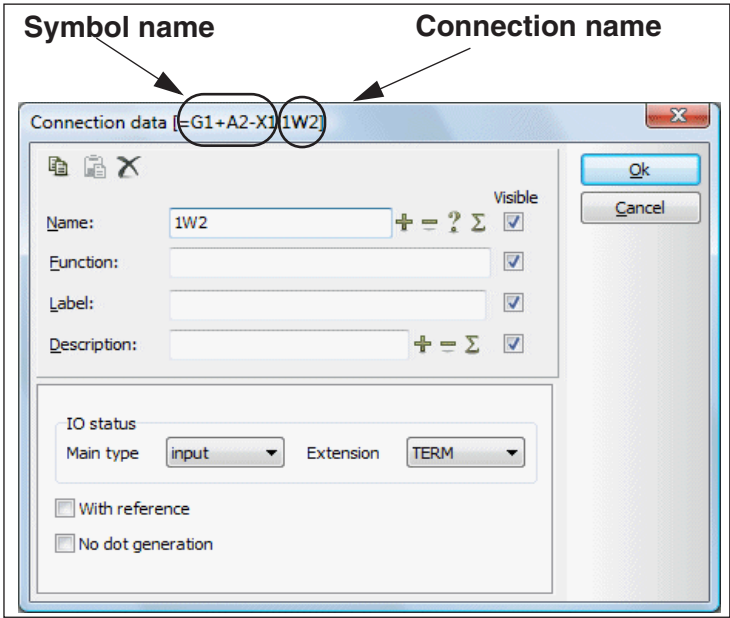 Symbol name
Connection name
Connection data [=G1+A2-X1 1W2]
Ok
Cancel
Visible
Name:
1W2
Function:
Label:
Description:
IO status
Main type
input
Extension
TERM
With reference
No dot generation